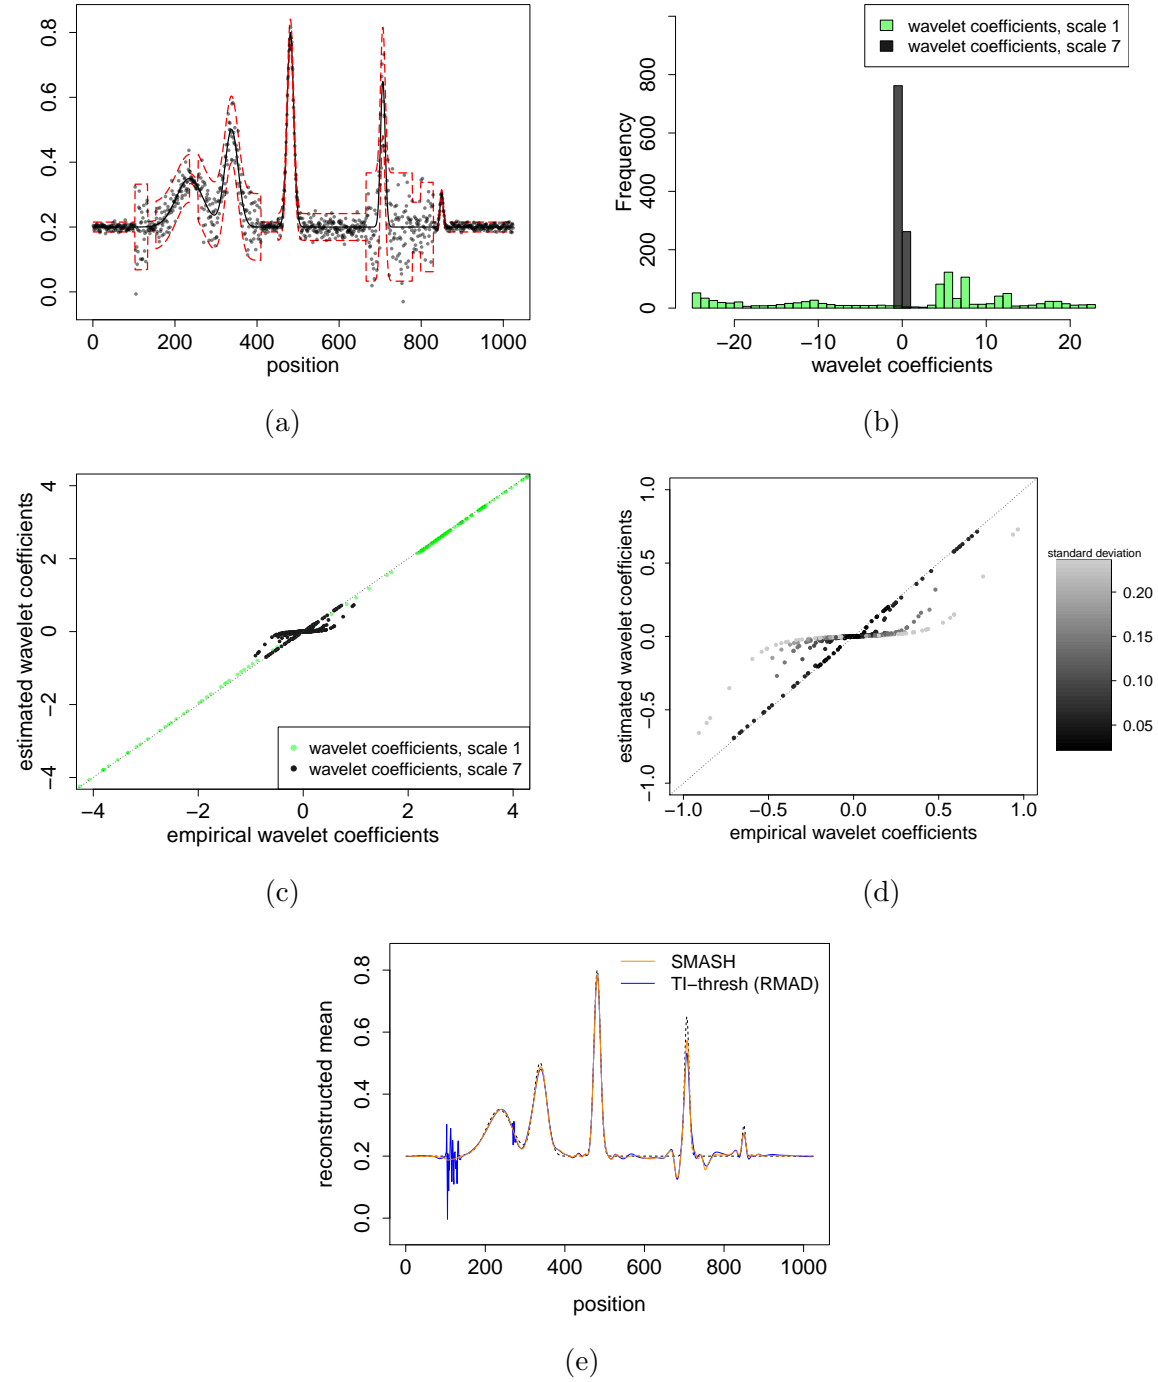 0.0 0.2 0.4 0.6 0.8
0 200 400 600 800 1000
position
(a)
wavelet coefficients, scale 1
wavelet coefficients, scale 7
Frequency
0 200 400 600 800
−20 −10 0 10 20
wavelet coefficients
(b)
estimated wavelet coefficients
−4 −2 0 2 4
wavelet coefficients, scale 1
wavelet coefficients, scale 7
−4 −2 0 2 4
empirical wavelet coefficients
(c)
estimated wavelet coefficients
−1.0 −0.5 0.0 0.5 1.0
−1.0 −0.5 0.0 0.5 1.0
empirical wavelet coefficients
standard deviation
0.20
0.15
0.10
0.05
(d)
reconstructed mean
0.0 0.2 0.4 0.6 0.8
SMASH
TI−thresh (RMAD)
0 200 400 600 800 1000
position
(e)